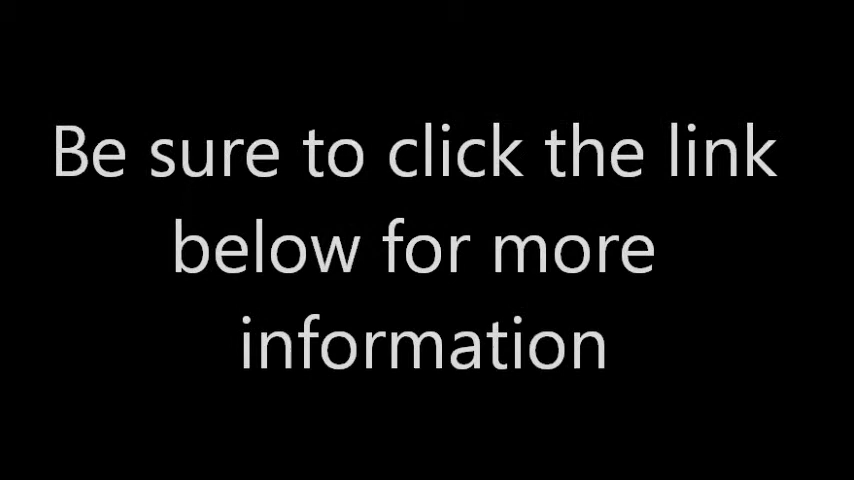 Be sure to click the link
below for more
information